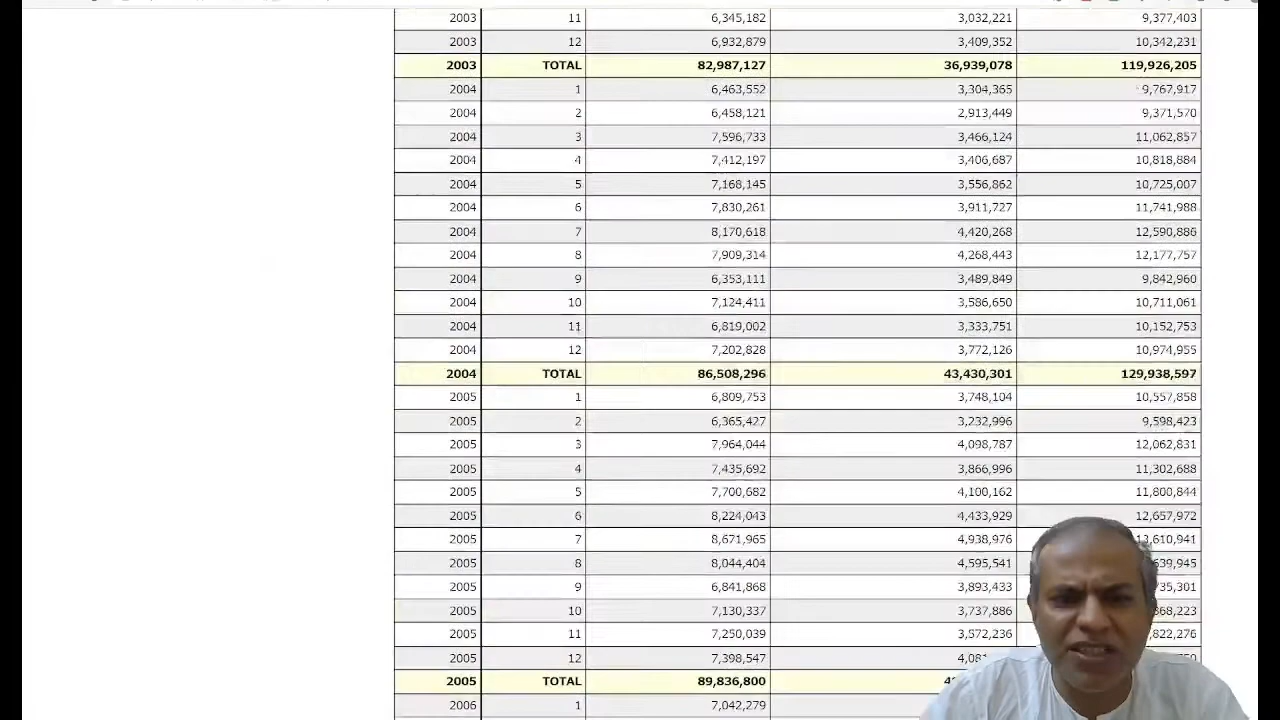 2003 11 6,345,182 3,032,221 9,377,403
2003 12 6,932,879 3,409,352 10,342,231
2003 TOTAL 82,987,127 36,939,078 119,926,205
2004 1 6,463,552 3,304,365 9,767,917
2004 2 6,458,121 2,913,449 9,371,570
2004 3 7,596,733 3,466,124 11,062,857
2004 4 7,412,197 3,406,687 10,818,884
2004 5 7,168,145 3,556,862 10,725,007
2004 6 7,830,261 3,911,727 11,741,988
2004 7 8,170,618 4,420,268 12,590,886
2004 8 7,909,314 4,268,443 12,177,757
2004 9 6,353,111 3,489,849 9,842,960
2004 10 7,124,411 3,586,650 10,711,061
2004 11 6,819,002 3,333,751 10,152,753
2004 12 7,202,828 3,772,126 10,974,955
2004 TOTAL 86,508,296 43,430,301 129,938,597
2005 1 6,809,753 3,748,104 10,557,858
2005 2 6,365,427 3,232,996 9,598,423
2005 3 7,964,044 4,098,787 12,062,831
2005 4 7,435,692 3,866,996 11,302,688
2005 5 7,700,682 4,100,162 11,800,844
2005 6 8,224,043 4,433,929 12,657,972
2005 7 8,671,965 4,938,976 13,610,941
2005 8 8,044,404 4,595,541 639,945
2005 9 6,841,868 3,893,433 735,301
2005 10 7,130,337 3,737,886 868,223
2005 11 7,250,039 3,572,236 ,822,276
2005 12 7,398,547
2005 TOTAL 89,836,800
2006 1 7,042,279